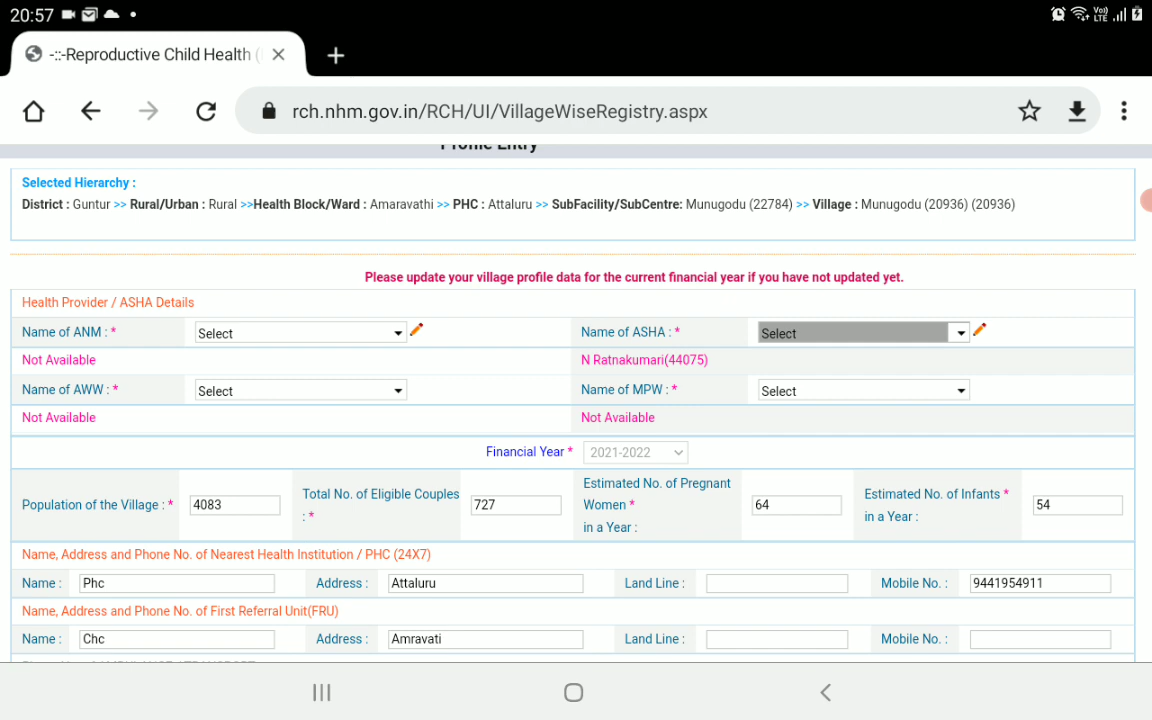 20:57
Vo) LTE
-::-Reproductive Child Health (
rch.nhm.gov.in/RCH/UI/VillageWiseRegistry.aspx
Profile Entry
Selected Hierarchy :
District : Guntur >> Rural/Urban : Rural >>Health Block/Ward : Amaravathi >> PHC : Attaluru >> SubFacility/SubCentre: Munugodu (22784) >> Village : Munugodu (20936) (20936)
Please update your village profile data for the current financial year if you have not updated yet.
Health Provider / ASHA Details
Name of ANM : * Select Name of ASHA : * Select
Not Available N Ratnakumari(44075)
Name of AWW : * Select Name of MPW : * Select
Not Available Not Available
Financial Year * 2021-2022
Population of the Village : * 4083 Total No. of Eligible Couples : * 727 Estimated No. of Pregnant Women * in a Year : 64 Estimated No. of Infants * in a Year : 54
Name, Address and Phone No. of Nearest Health Institution / PHC (24X7)
Name : Phc Address : Attaluru Land Line : Mobile No. : 9441954911
Name, Address and Phone No. of First Referral Unit(FRU)
Name : Chc Address : Amravati Land Line : Mobile No. :